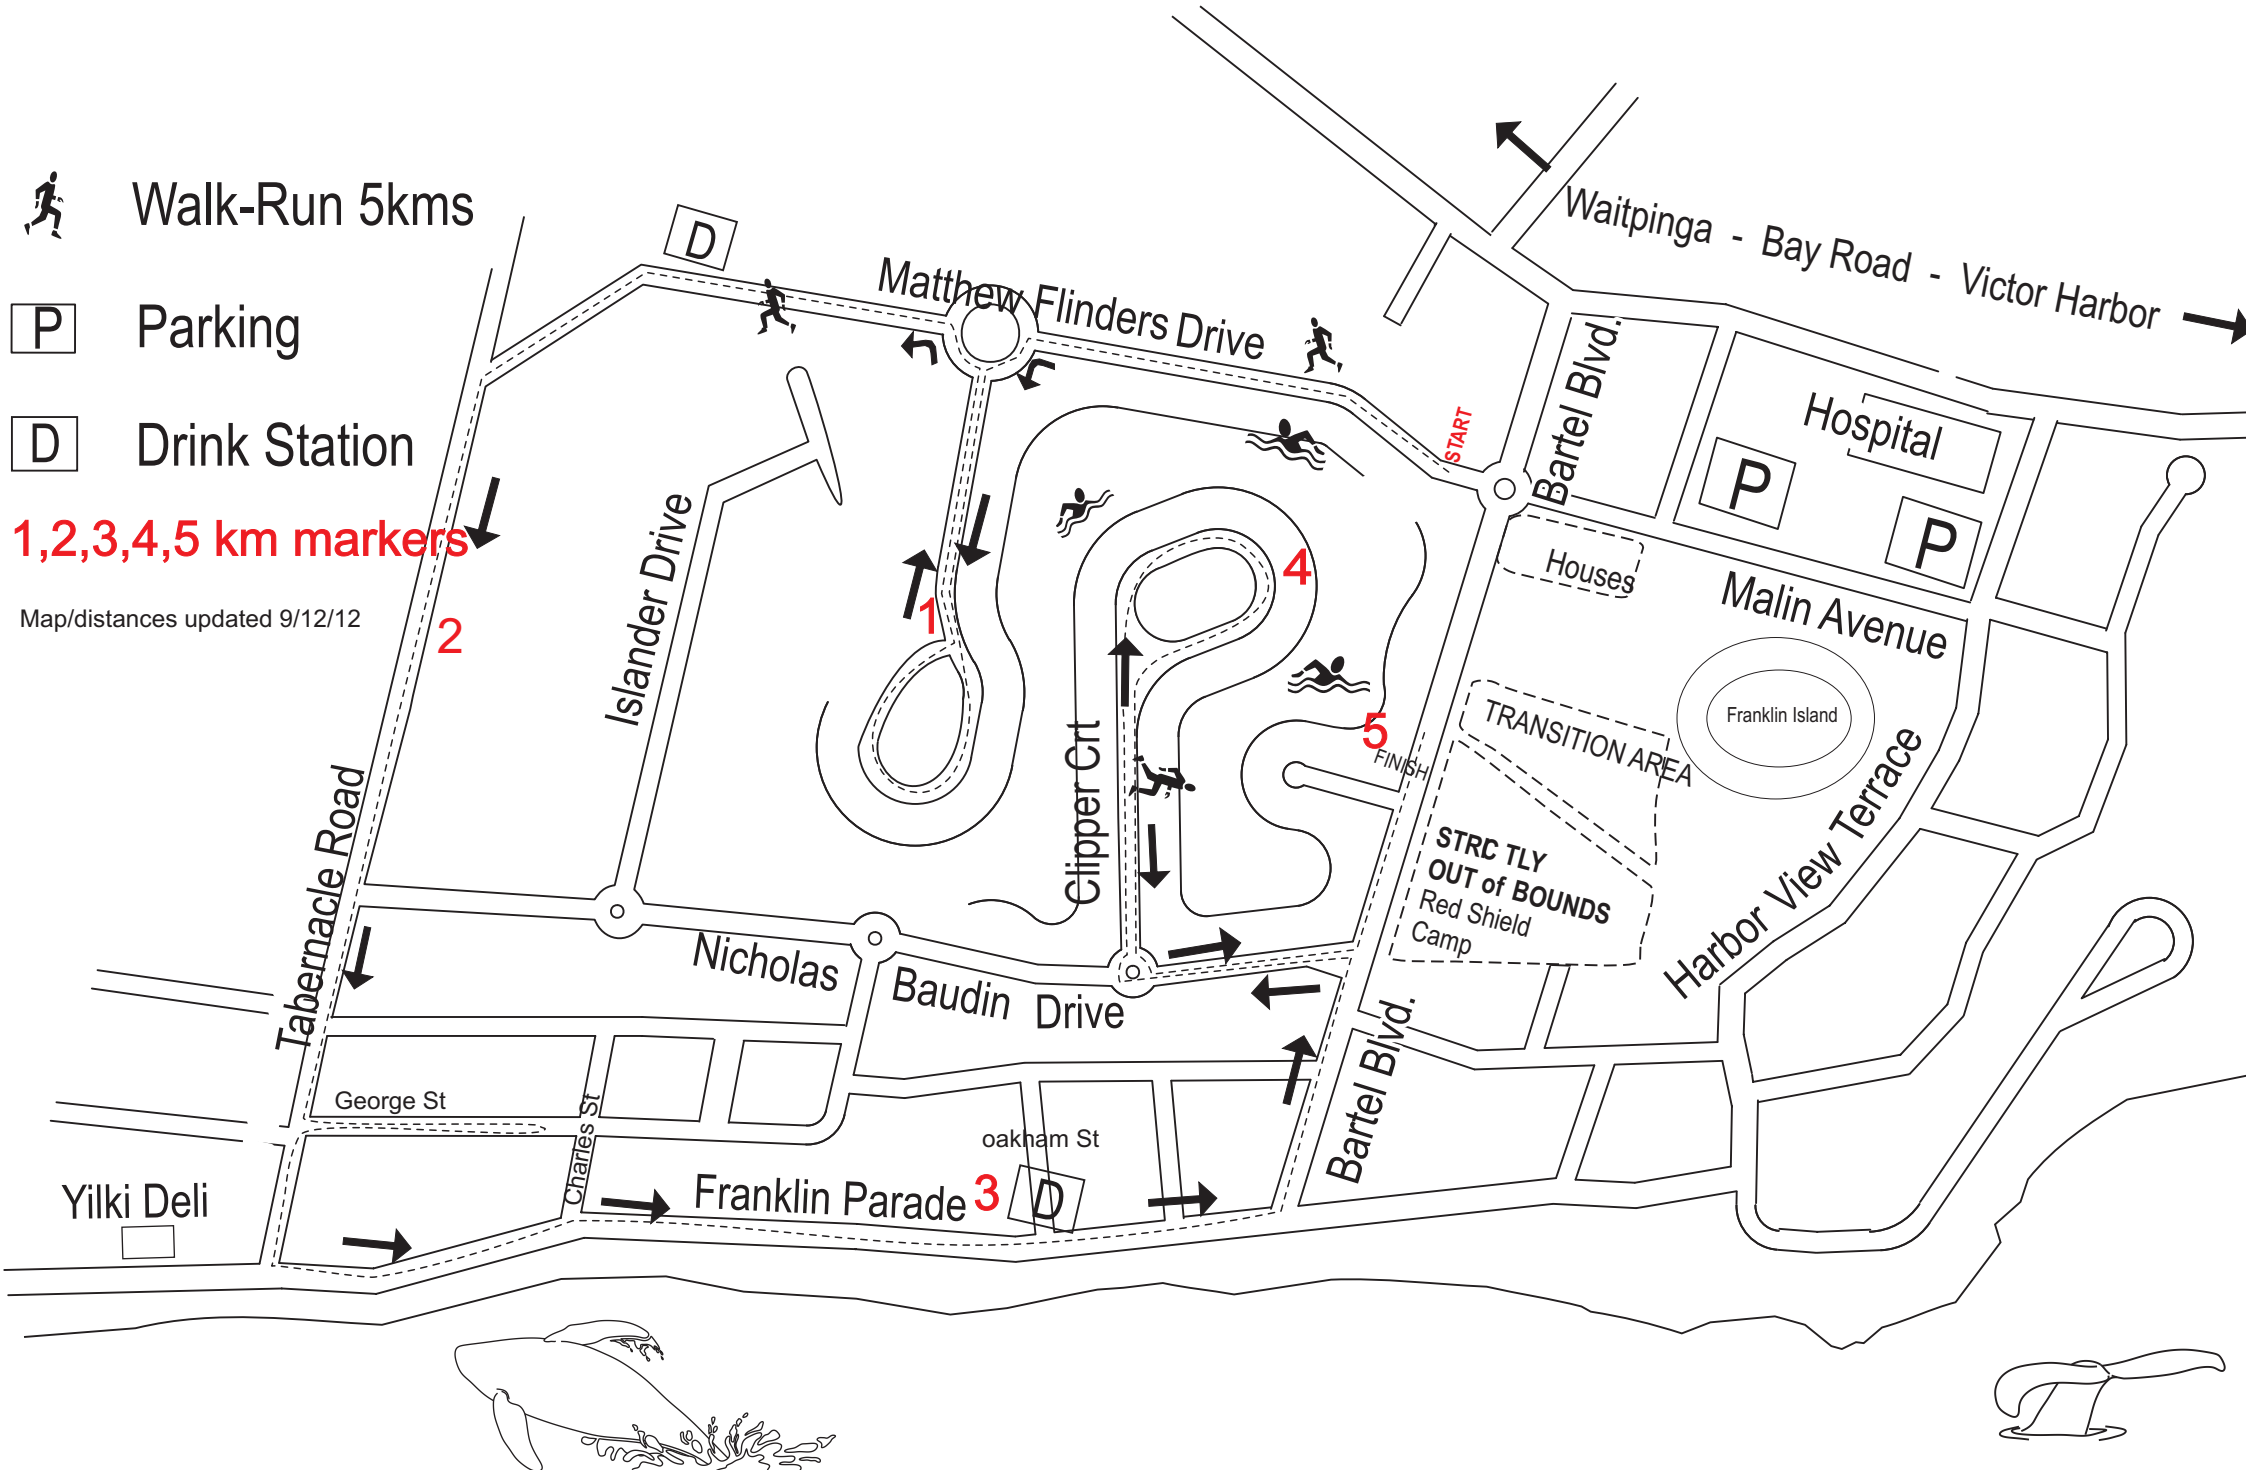 Walk-Run 5kms
P
Parking
D
Drink Station
1,2,3,4,5 km markers
Map/distances updated 9/12/12
D
Matthew Flinders Drive
START
Bartel Blvd.
Waitpinga - Bay Road - Victor Harbor
Hospital
P
P
Houses
Malin Avenue
Franklin Island
TRANSITION AREA
Harbor View Terrace
STRC TLY
OUT of BOUNDS
Red Shield
Camp
1
2
4
5
FINISH
Islander Drive
Clipper Crt
Tabernacle Road
Nicholas
Baudin
Drive
Bartel Blvd.
George St
Charles St
oakham St
Yilki Deli
Franklin Parade
3
D